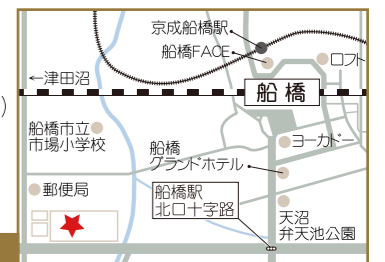 京成船橋駅
船橋FACE
ロフト
←津田沼
船橋
)
船橋市立
市場小学校
船橋
グランドホテル
ヨーカドー
郵便局
船橋駅
北口十字路
天沼
弁天池公園